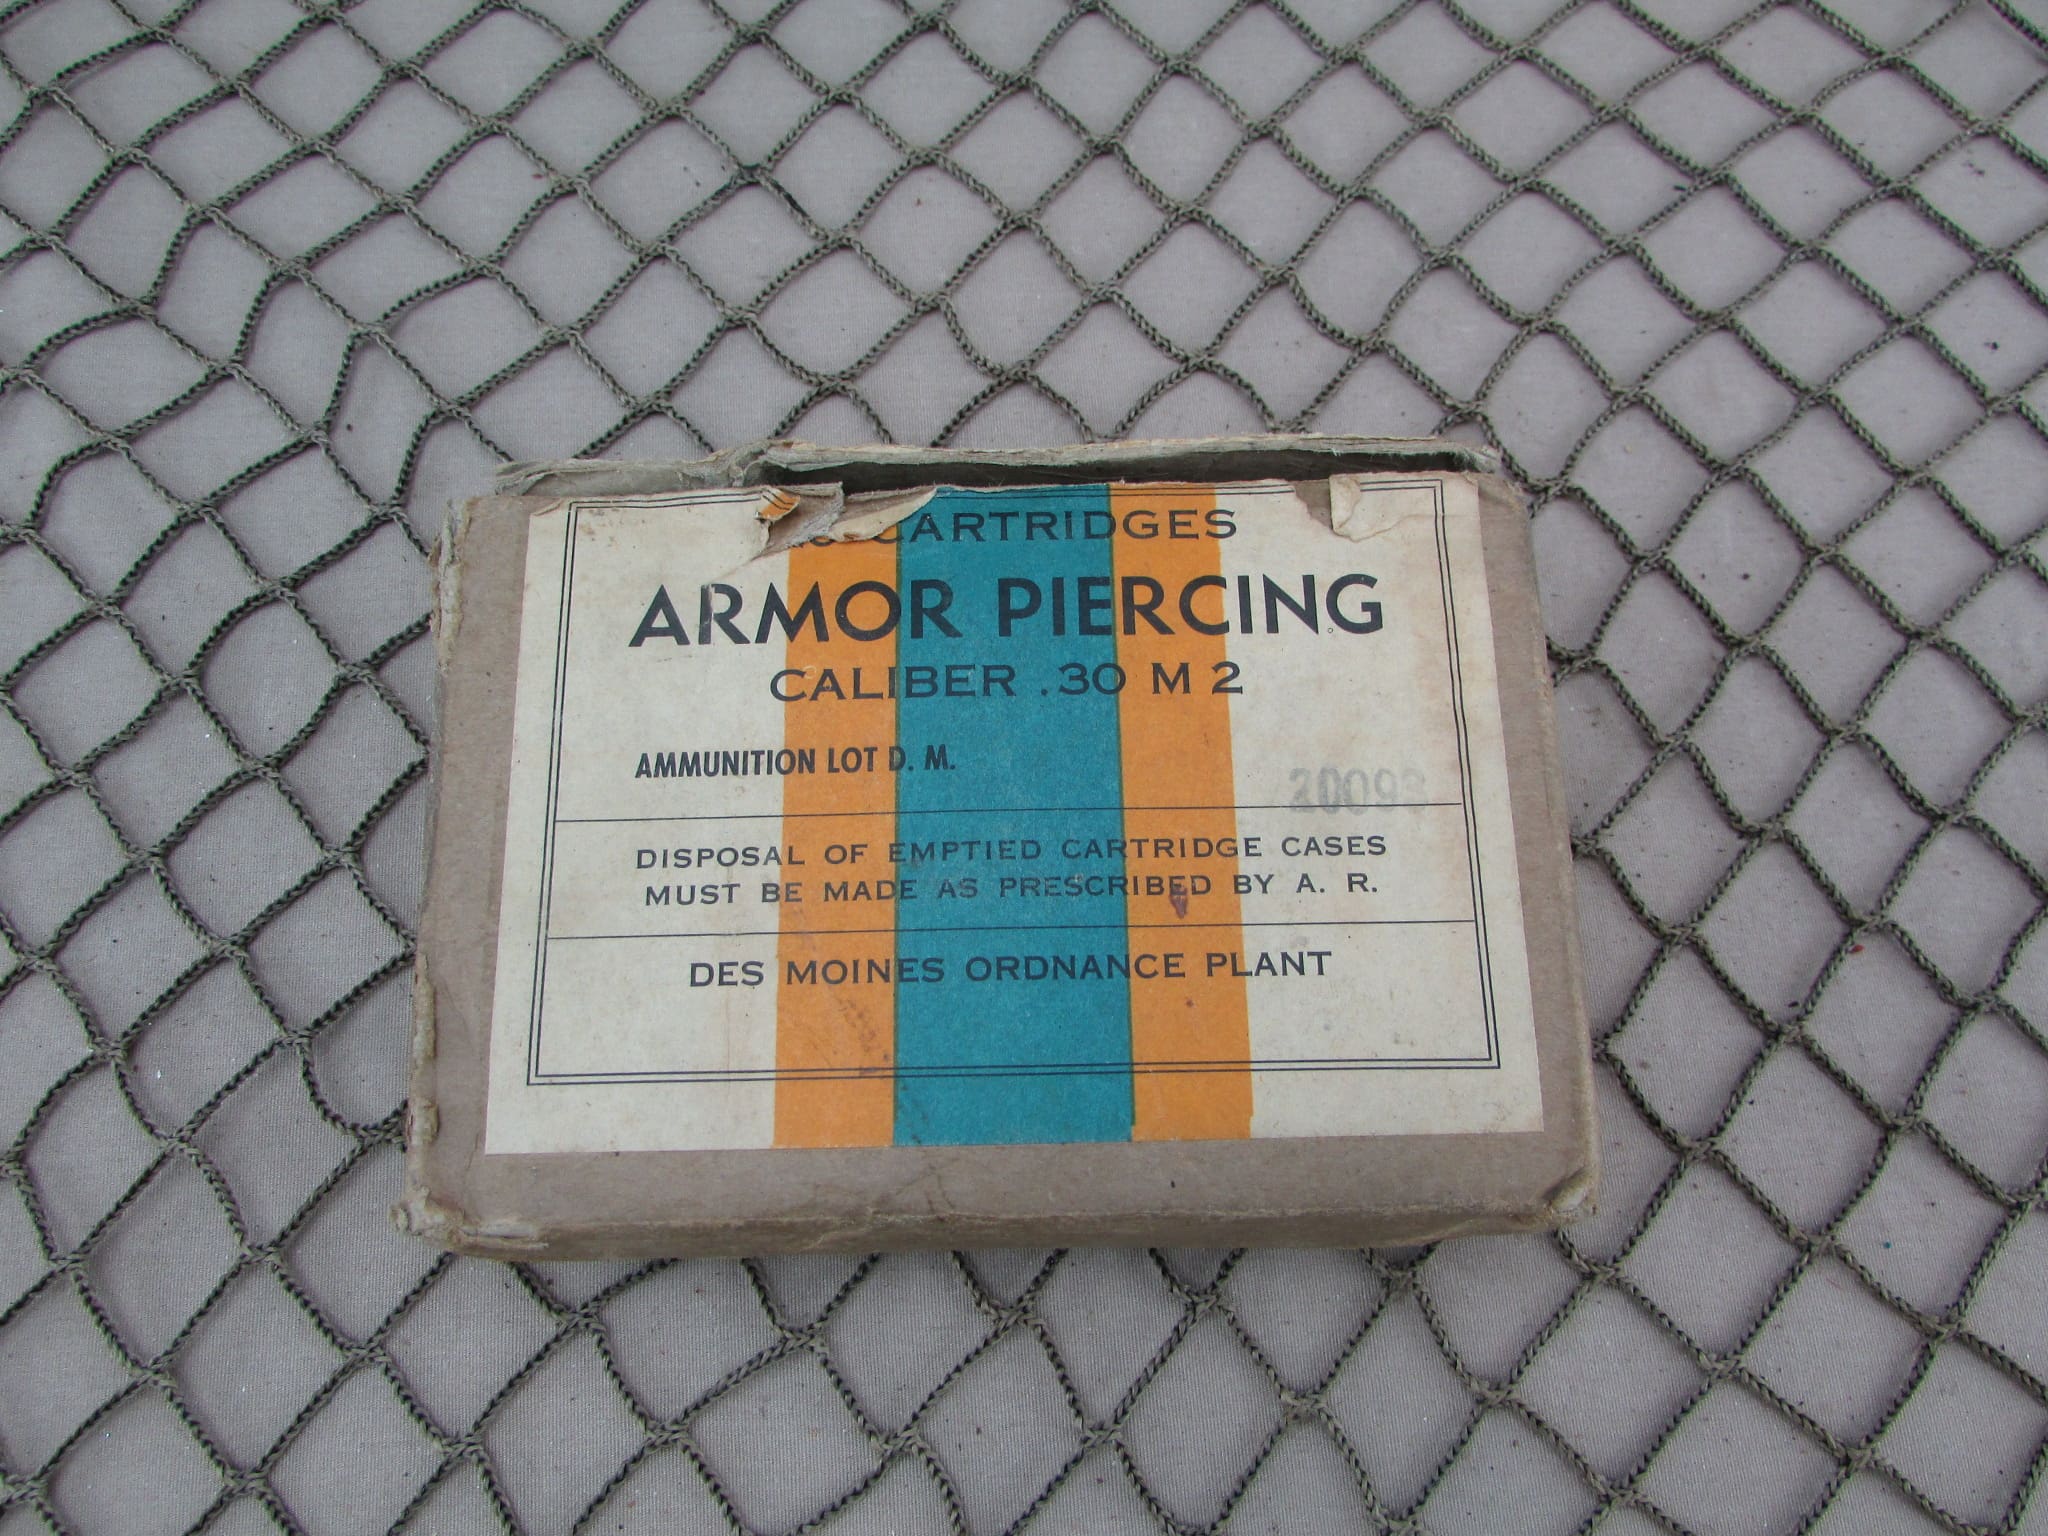 CARTRIDGES
ARMOR PIERCING
CALIBER .30 M 2
AMMUNITION LOT D. M.
DISPOSAL OF EMPTIED CARTRIDGE CASES
MUST BE MADE AS PRESCRIBED BY A. R.
DES MOINES ORDNANCE PLANT